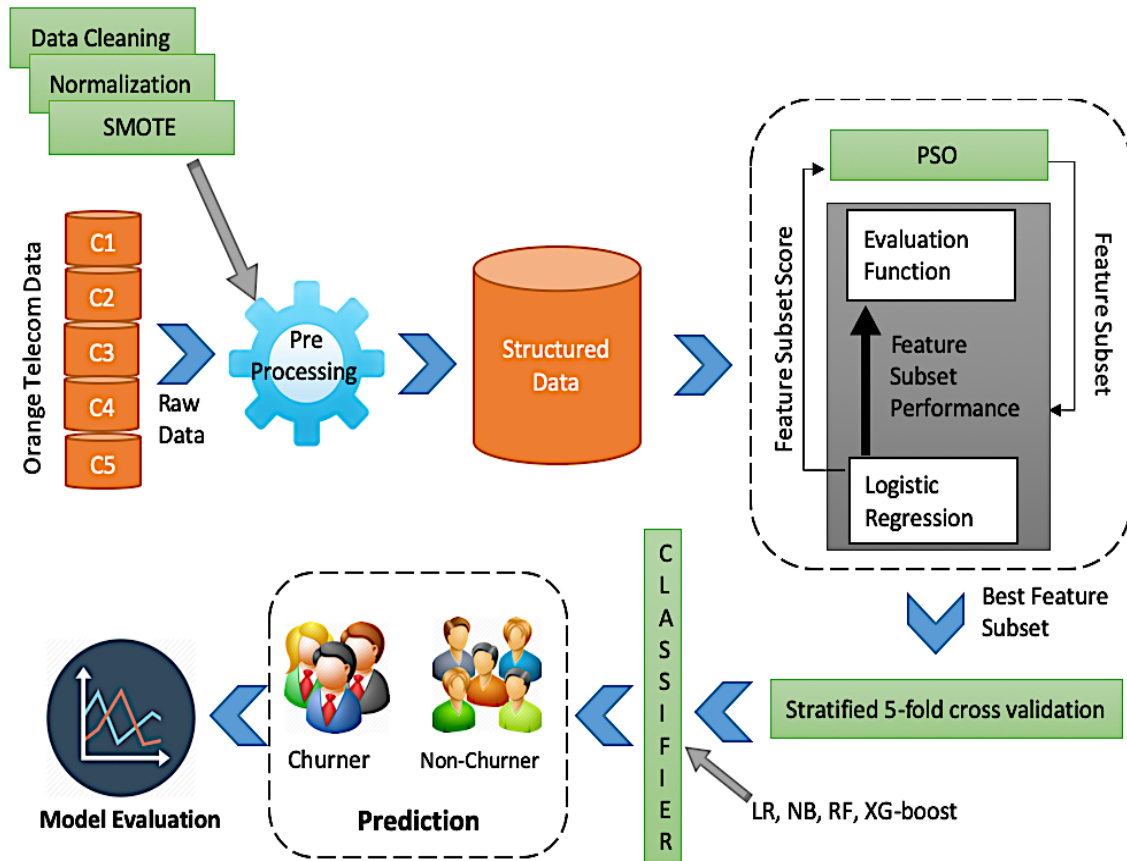 Data Cleaning
Normalization
SMOTE
Orange Telecom Data
C1
C2
C3
C4
C5
Raw
Data
Pre
Processing
Structured
Data
PSO
Feature Subset Score
Evaluation
Function
Feature
Subset
Performance
Logistic
Regression
Feature Subset
Best Feature
Subset
Stratified 5-fold cross validation
LR, NB, RF, XG-boost
CLASSIFIER
Churner
Non-Churner
Prediction
Model Evaluation